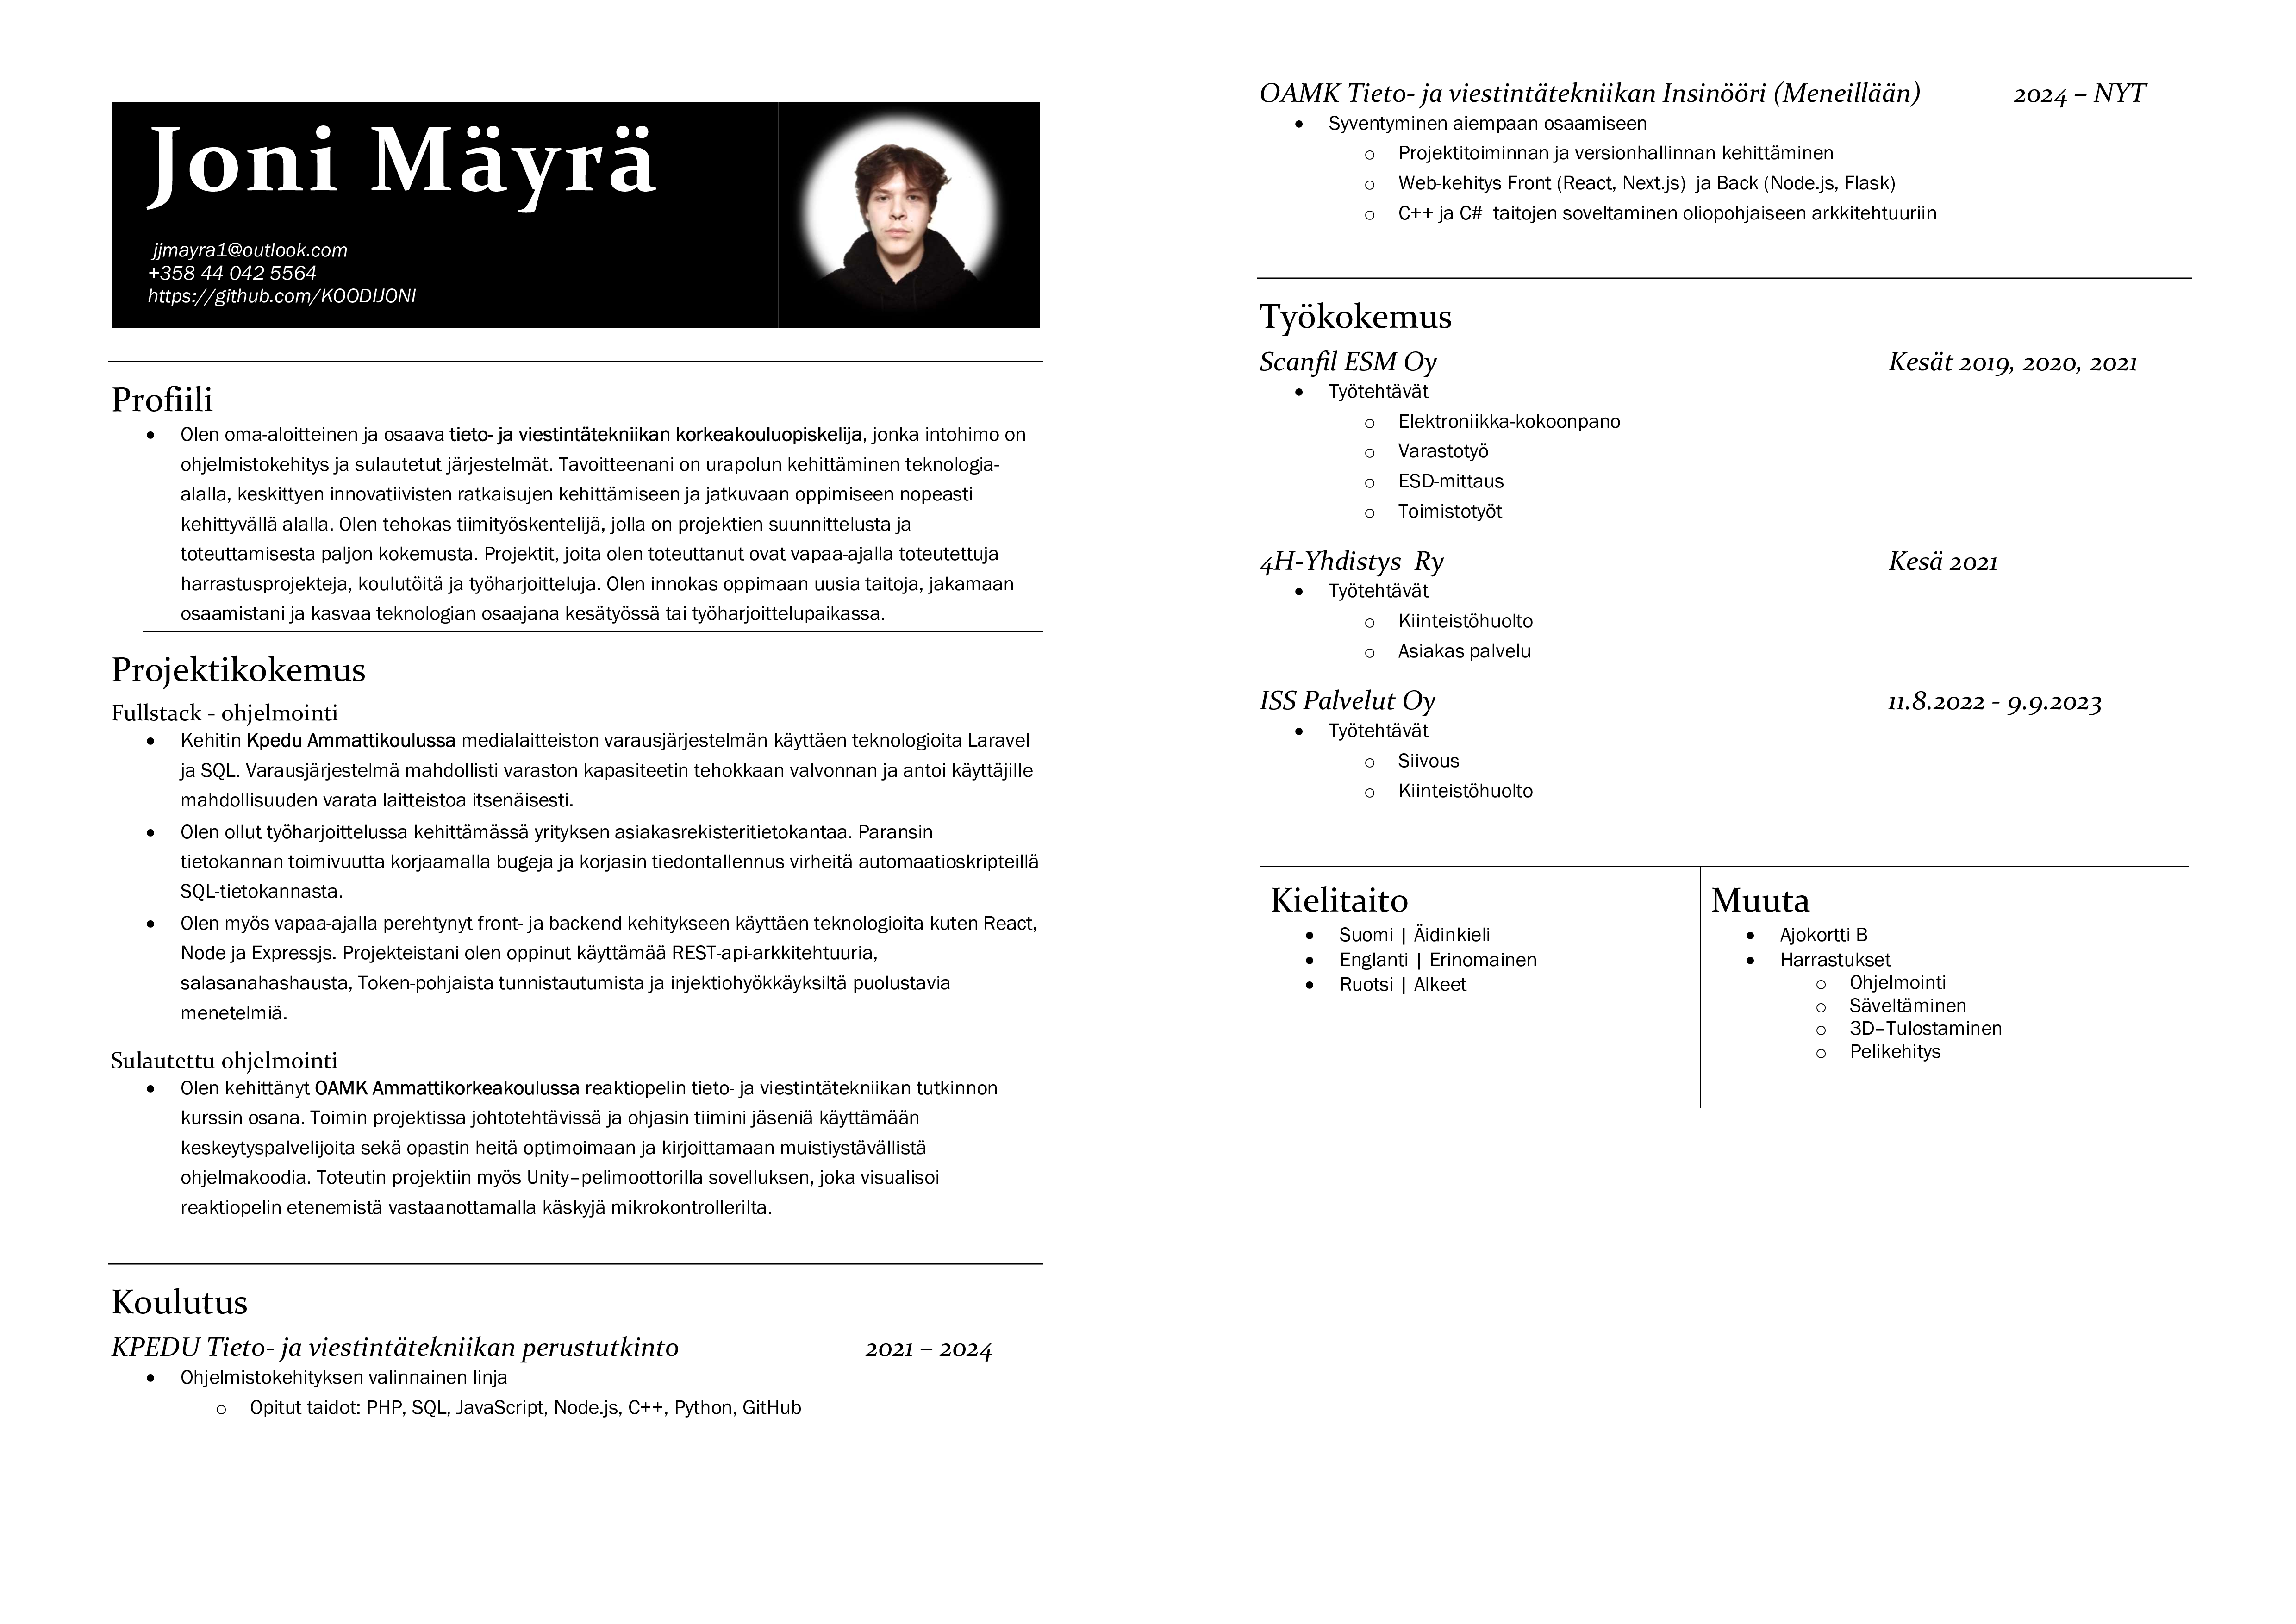 Joni Mäyrä
jjmayra1@outlook.com
+358 44 042 5564
https://github.com/KOODIJONI
Profiili
• Olen oma-aloitteinen ja osaava tieto- ja viestintätekniikan korkeakouluopiskelija, jonka intohimo on
ohjelmistokehitys ja sulautetut järjestelmät. Tavoitteenani on urapolun kehittäminen teknologia-
alalla, keskittyen innovatiivisten ratkaisujen kehittämiseen ja jatkuvaan oppimiseen nopeasti
kehittyvällä alalla. Olen tehokas tiimityöskentelijä, jolla on projektien suunnittelusta ja
toteuttamisesta paljon kokemusta. Projektit, joita olen toteuttanut ovat vapaa-ajalla toteutettuja
harrastusprojekteja, koulutöitä ja työharjoitteluja. Olen innokas oppimaan uusia taitoja, jakamaan
osaamistani ja kasvaa teknologian osaajana kesätyössä tai työharjoittelupaikassa.
Projektikokemus
Fullstack - ohjelmointi
• Kehitin Kpedu Ammattikoulussa medialaitteiston varausjärjestelmän käyttäen teknologioita Laravel
ja SQL. Varausjärjestelmä mahdollisti varaston kapasiteetin tehokkaan valvonnan ja antoi käyttäjille
mahdollisuuden varata laitteistoa itsenäisesti.
• Olen ollut työharjoittelussa kehittämässä yrityksen asiakasrekisteritietokantaa. Paransin
tietokannan toimivuutta korjaamalla bugeja ja korjasin tiedontallennus virheitä automaatioskripteillä
SQL-tietokannasta.
• Olen myös vapaa-ajalla perehtynyt front- ja backend kehitykseen käyttäen teknologioita kuten React,
Node ja Expressjs. Projekteistani olen oppinut käyttämää REST-api-arkkitehtuuria,
salasanahashausta, Token-pohjaista tunnistautumista ja injektiohyökkäyksiltä puolustavia
menetelmiä.
Sulautettu ohjelmointi
• Olen kehittänyt OAMK Ammattikorkeakoulussa reaktiopelin tieto- ja viestintätekniikan tutkinnon
kurssin osana. Toimin projektissa johtotehtävissä ja ohjasin tiimini jäseniä käyttämään
keskeytyspalvelijoita sekä opastin heitä optimoimaan ja kirjoittamaan muistiystävällistä
ohjelmakoodia. Toteutin projektiin myös Unity–pelimoottorilla sovelluksen, joka visualisoi
reaktiopelin etenemistä vastaanottamalla käskyjä mikrokontrollerilta.
Koulutus
KPEDU Tieto- ja viestintätekniikan perustutkinto 2021 – 2024
• Ohjelmistokehityksen valinnainen linja
o Opitut taidot: PHP, SQL, JavaScript, Node.js, C++, Python, GitHub
OAMK Tieto- ja viestintätekniikan Insinööri (Meneillään) 2024 – NYT
• Syventyminen aiempaan osaamiseen
o Projektitoiminnan ja versionhallinnan kehittäminen
o Web-kehitys Front (React, Next.js) ja Back (Node.js, Flask)
o C++ ja C# taitojen soveltaminen oliopohjaiseen arkkitehtuuriin
Työkokemus
Scanfil ESM Oy Kesät 2019, 2020, 2021
• Työtehtävät
o Elektroniikka-kokoonpano
o Varastotyö
o ESD-mittaus
o Toimistotyöt
4H-Yhdistys Ry Kesä 2021
• Työtehtävät
o Kiinteistöhuolto
o Asiakas palvelu
ISS Palvelut Oy 11.8.2022 - 9.9.2023
• Työtehtävät
o Siivous
o Kiinteistöhuolto
Kielitaito
• Suomi | Äidinkieli
• Englanti | Erinomainen
• Ruotsi | Alkeet
Muuta
• Ajokortti B
• Harrastukset
o Ohjelmointi
o Säveltäminen
o 3D–Tulostaminen
o Pelikehitys